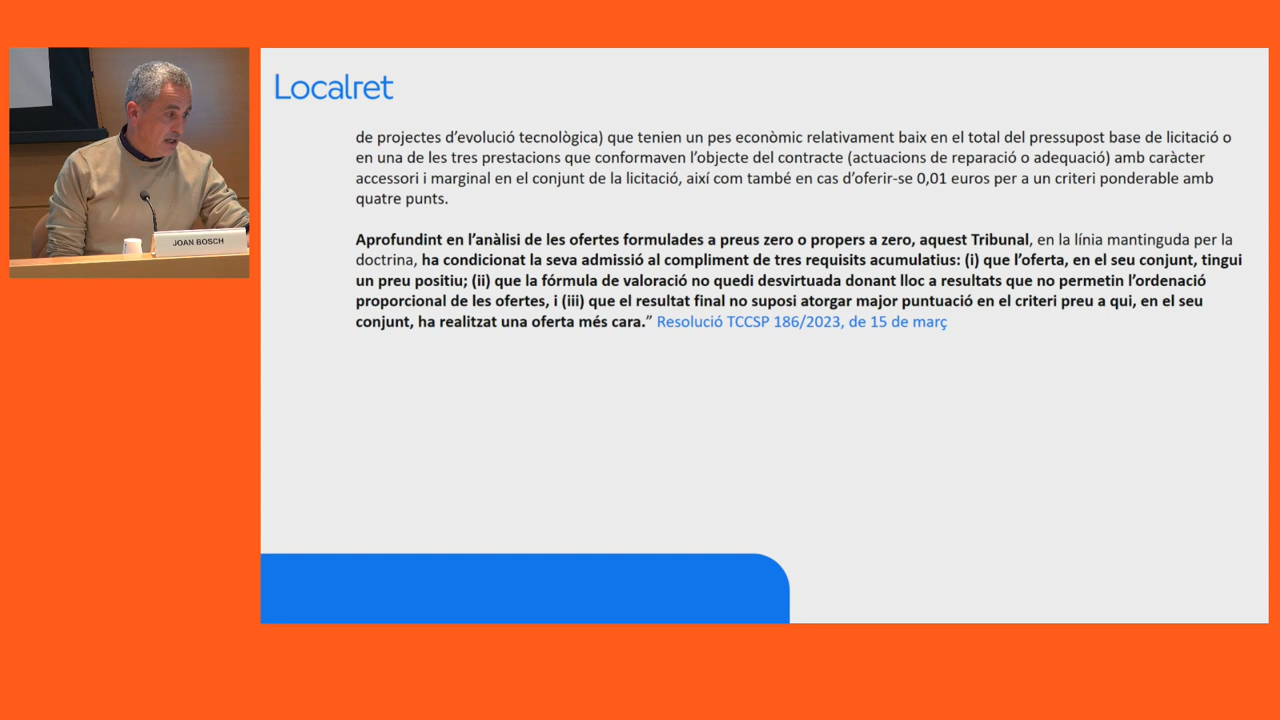 Localret
de projectes d’evolució tecnològica) que tenien un pes econòmic relativament baix en el total del pressupost base de licitació o
en una de les tres prestacions que conformaven l’objecte del contracte (actuacions de reparació o adequació) amb caràcter
accessori i marginal en el conjunt de la licitació, així com també en cas d’oferir-se 0,01 euros per a un criteri ponderable amb
quatre punts.
Aprofundint en l’anàlisi de les ofertes formulades a preus zero o propers a zero, aquest Tribunal, en la línia mantinguda per la
doctrina, ha condicionat la seva admissió al compliment de tres requisits acumulatius: (i) que l’oferta, en el seu conjunt, tingui
un preu positiu; (ii) que la fórmula de valoració no quedi desvirtuada donant lloc a resultats que no permetin l’ordenació
proporcional de les ofertes, i (iii) que el resultat final no suposi atorgar major puntuació en el criteri preu a qui, en el seu
conjunt, ha realitzat una oferta més cara.” Resolució TCCSP 186/2023, de 15 de març
JOAN BOSCH